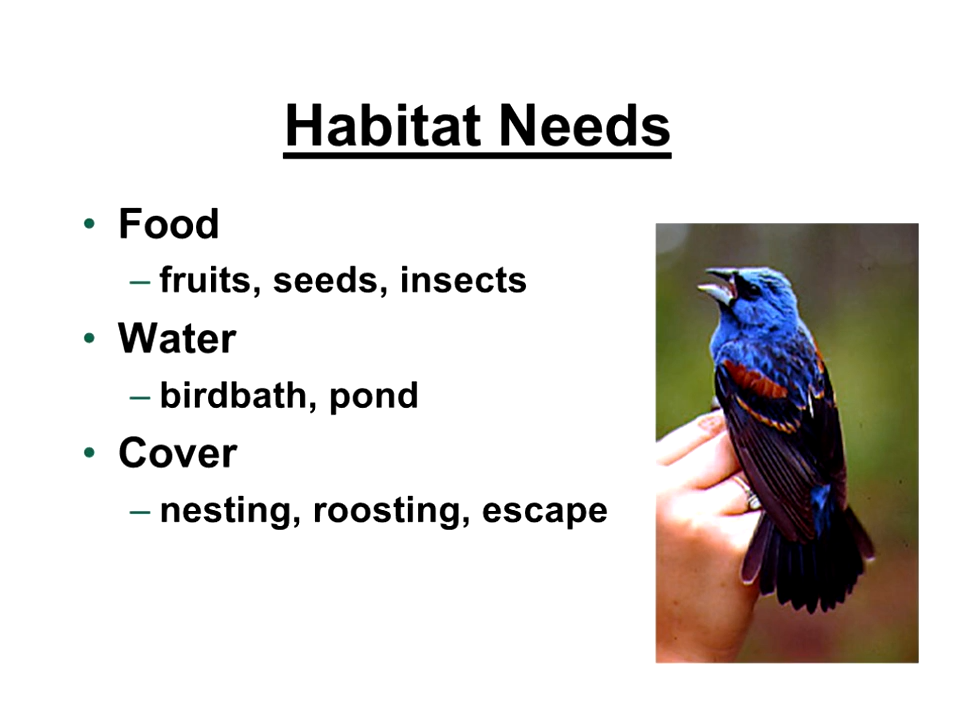 Habitat Needs
• Food
– fruits, seeds, insects
• Water
– birdbath, pond
• Cover
– nesting, roosting, escape